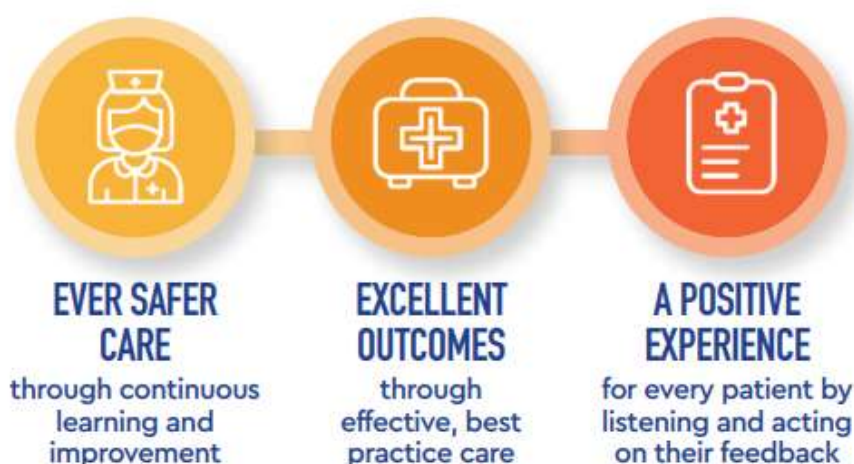 EVER SAFER
CARE
through continuous
learning and
improvement
EXCELLENT
OUTCOMES
through
effective, best
practice care
A POSITIVE
EXPERIENCE
for every patient by
listening and acting
on their feedback